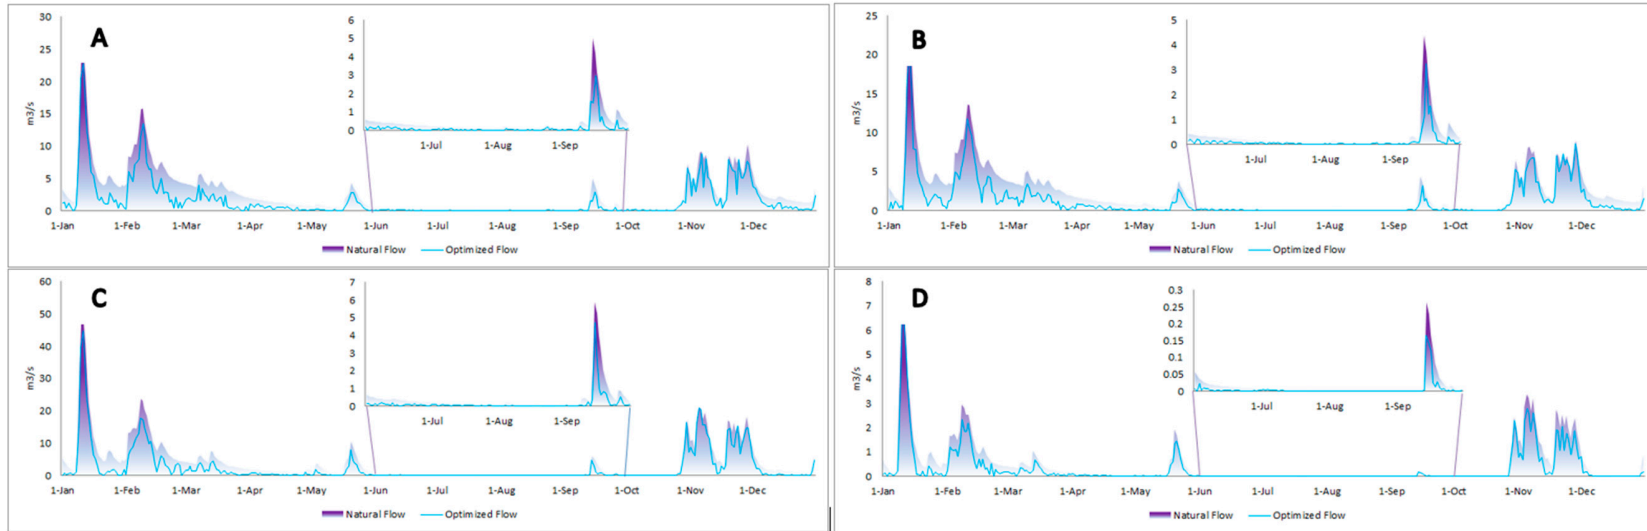 A
m3/s
30
25
20
15
10
5
0
6
5
4
3
2
1
0
1-Jul 1-Aug 1-Sep
1-Jan 1-Feb 1-Mar 1-Apr 1-May 1-Jun 1-Jul 1-Aug 1-Sep 1-Oct 1-Nov 1-Dec
Natural Flow Optimized Flow
B
m3/s
25
20
15
10
5
0
5
4
3
2
1
0
1-Jul 1-Aug 1-Sep
1-Jan 1-Feb 1-Mar 1-Apr 1-May 1-Jun 1-Jul 1-Aug 1-Sep 1-Oct 1-Nov 1-Dec
Natural Flow Optimized Flow
C
m3/s
60
50
40
30
20
10
0
7
6
5
4
3
2
1
0
1-Jul 1-Aug 1-Sep
1-Jan 1-Feb 1-Mar 1-Apr 1-May 1-Jun 1-Jul 1-Aug 1-Sep 1-Oct 1-Nov 1-Dec
Natural Flow Optimized Flow
D
m3/s
8
7
6
5
4
3
2
1
0
0.3
0.25
0.2
0.15
0.1
0.05
0
1-Jul 1-Aug 1-Sep
1-Jan 1-Feb 1-Mar 1-Apr 1-May 1-Jun 1-Jul 1-Aug 1-Sep 1-Oct 1-Nov 1-Dec
Natural Flow Optimized Flow